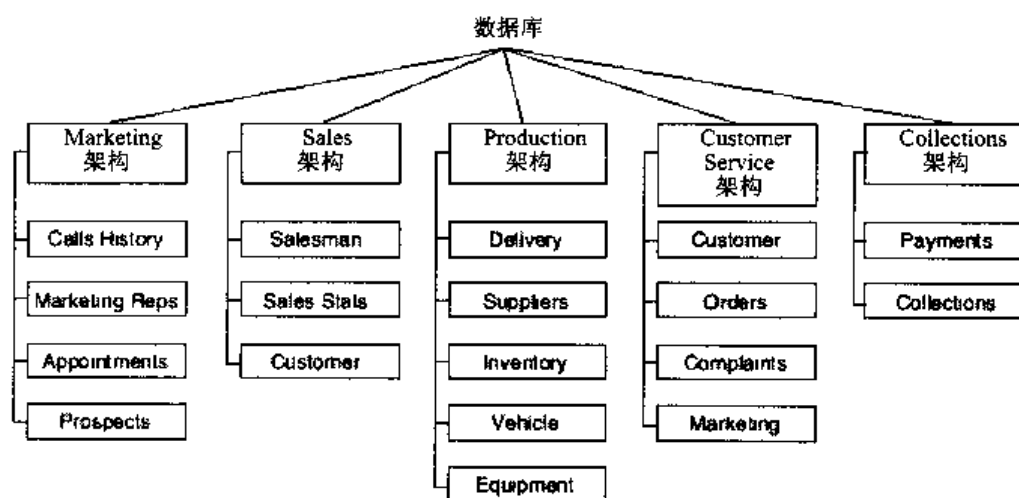 数据库
Marketing
架构
Calls History
Marketing Reps
Appointments
Prospects
Sales
架构
Salesman
Sales Stats
Customer
Production
架构
Delivery
Suppliers
Inventory
Vehicle
Equipment
Customer
Service
架构
Customer
Orders
Complaints
Marketing
Collections
架构
Payments
Collections